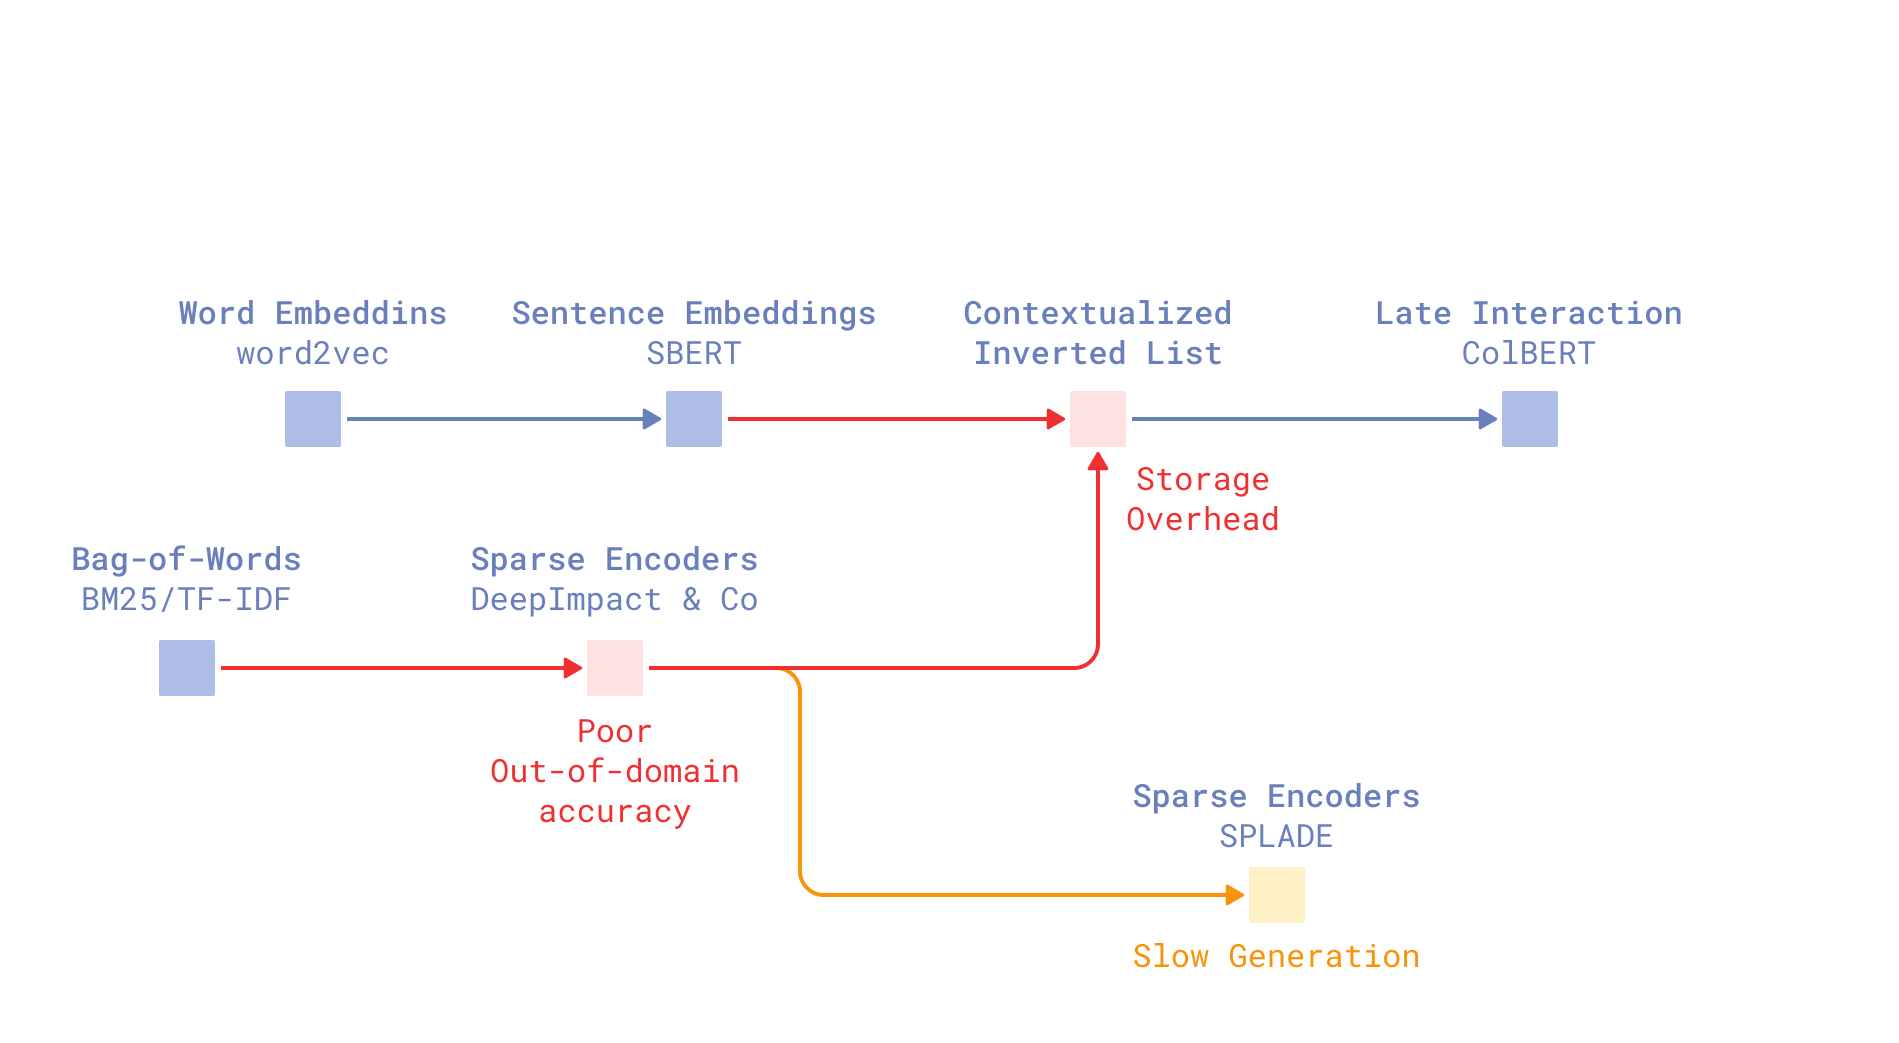 Word Embeddins
word2vec
Sentence Embeddings
SBERT
Contextualized
Inverted List
Late Interaction
ColBERT
Storage
Overhead
Bag-of-Words
BM25/TF-IDF
Sparse Encoders
DeepImpact & Co
Poor
Out-of-domain
accuracy
Sparse Encoders
SPLADE
Slow Generation